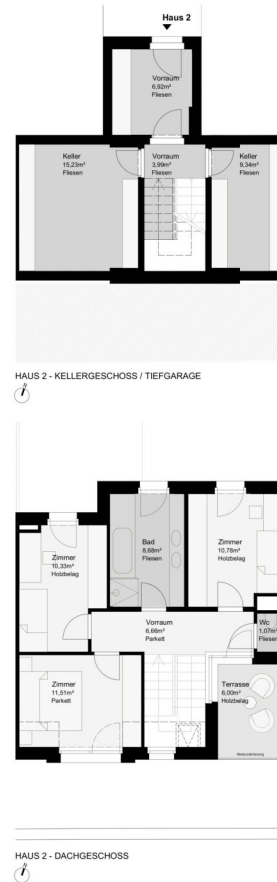 Haus 2
Vorraum
6,92m²
Fliesen
Keller
15,23m²
Fliesen
Vorraum
3,99m²
Fliesen
Keller
9,34m²
Fliesen
HAUS 2 - KELLERGESCHOSS / TIEFGARAGE
Bad
8,68m²
Fliesen
Zimmer
10,78m²
Holzbelag
Zimmer
10,33m²
Holzbelag
Vorraum
6,66m²
Parkett
Wc
1,07m²
Fliesen
Zimmer
11,51m²
Parkett
Terrasse
6,00m²
Holzbelag
HAUS 2 - DACHGESCHOSS